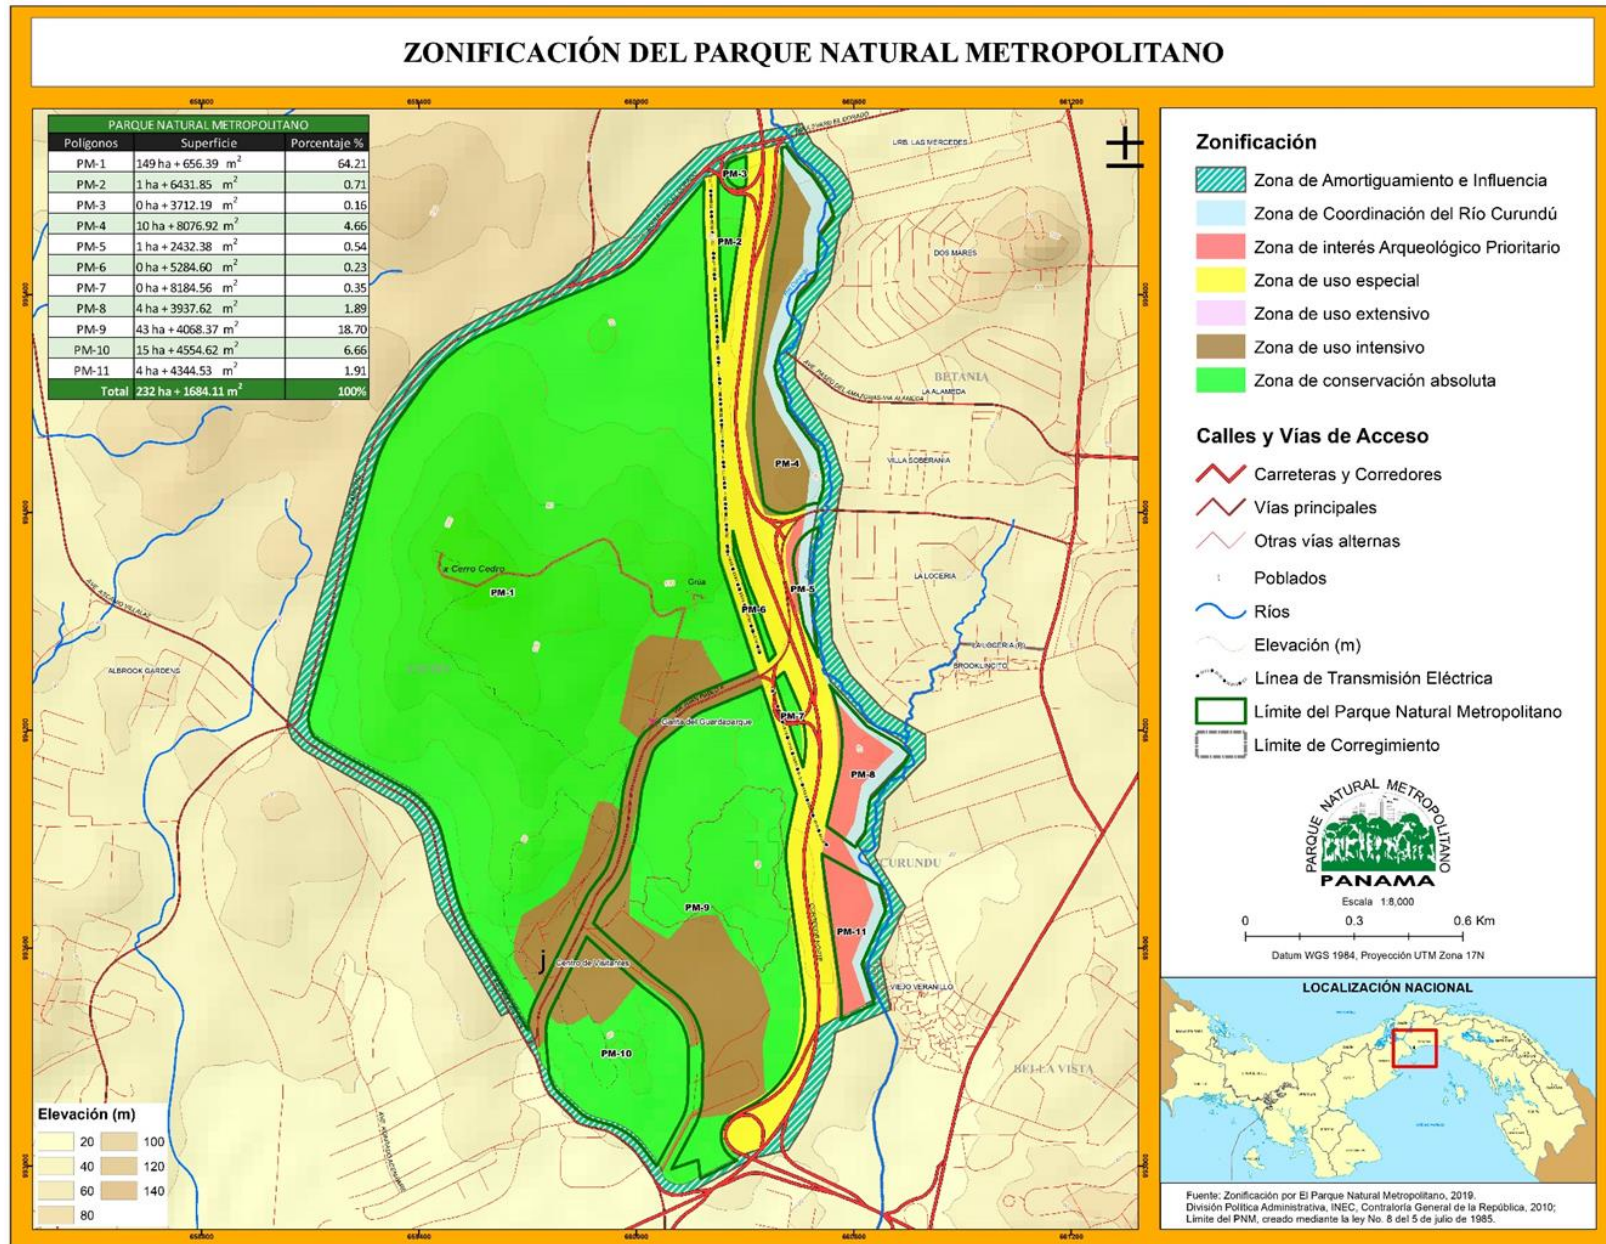 ZONIFICACIÓN DEL PARQUE NATURAL METROPOLITANO
PARQUE NATURAL METROPOLITANO
Polígonos Superficie Porcentaje %
PM-1 149 ha + 656.39 m² 64.21
PM-2 1 ha + 6431.85 m² 0.71
PM-3 0 ha + 3712.19 m² 0.16
PM-4 10 ha + 8076.92 m² 4.66
PM-5 1 ha + 2432.38 m² 0.54
PM-6 0 ha + 5284.60 m² 0.23
PM-7 0 ha + 8184.56 m² 0.35
PM-8 4 ha + 3937.62 m² 1.89
PM-9 43 ha + 4068.37 m² 18.70
PM-10 15 ha + 4554.62 m² 6.66
PM-11 4 ha + 4344.53 m² 1.91
Total 232 ha + 1684.11 m² 100%
URB. LAS MERCEDES
PM-3
PM-2
DOS MARES
BETANIA
LA ALAMEDA
PM-4
VILLA SOBERANIA
x Cerro Cedro
PM-1
Grúa
PM-5
PM-6
LA LOCERIA
LA LOCERIA (P)
BROOKLINCITO
ALBROOK GARDENS
Garita del Guardaparque
PM-7
PM-8
CURUNDU
PM-9
PM-11
j
Centro de Visitantes
VIEJO VERANILLO
PM-10
BELLA VISTA
Elevación (m)
20 100
40 120
60 140
80
Zonificación
Zona de Amortiguamiento e Influencia
Zona de Coordinación del Río Curundú
Zona de interés Arqueológico Prioritario
Zona de uso especial
Zona de uso extensivo
Zona de uso intensivo
Zona de conservación absoluta
Calles y Vías de Acceso
Carreteras y Corredores
Vías principales
Otras vías alternas
Poblados
Ríos
Elevación (m)
Línea de Transmisión Eléctrica
Límite del Parque Natural Metropolitano
Límite de Corregimiento
PARQUE NATURAL METROPOLITANO
PANAMA
Escala 1:8,000
0 0.3 0.6 Km
Datum WGS 1984, Proyección UTM Zona 17N
LOCALIZACIÓN NACIONAL
Fuente: Zonificación por El Parque Natural Metropolitano, 2019.
División Política Administrativa, INEC, Contraloría General de la República, 2010;
Límite del PNM, creado mediante la ley No. 8 del 5 de julio de 1985.